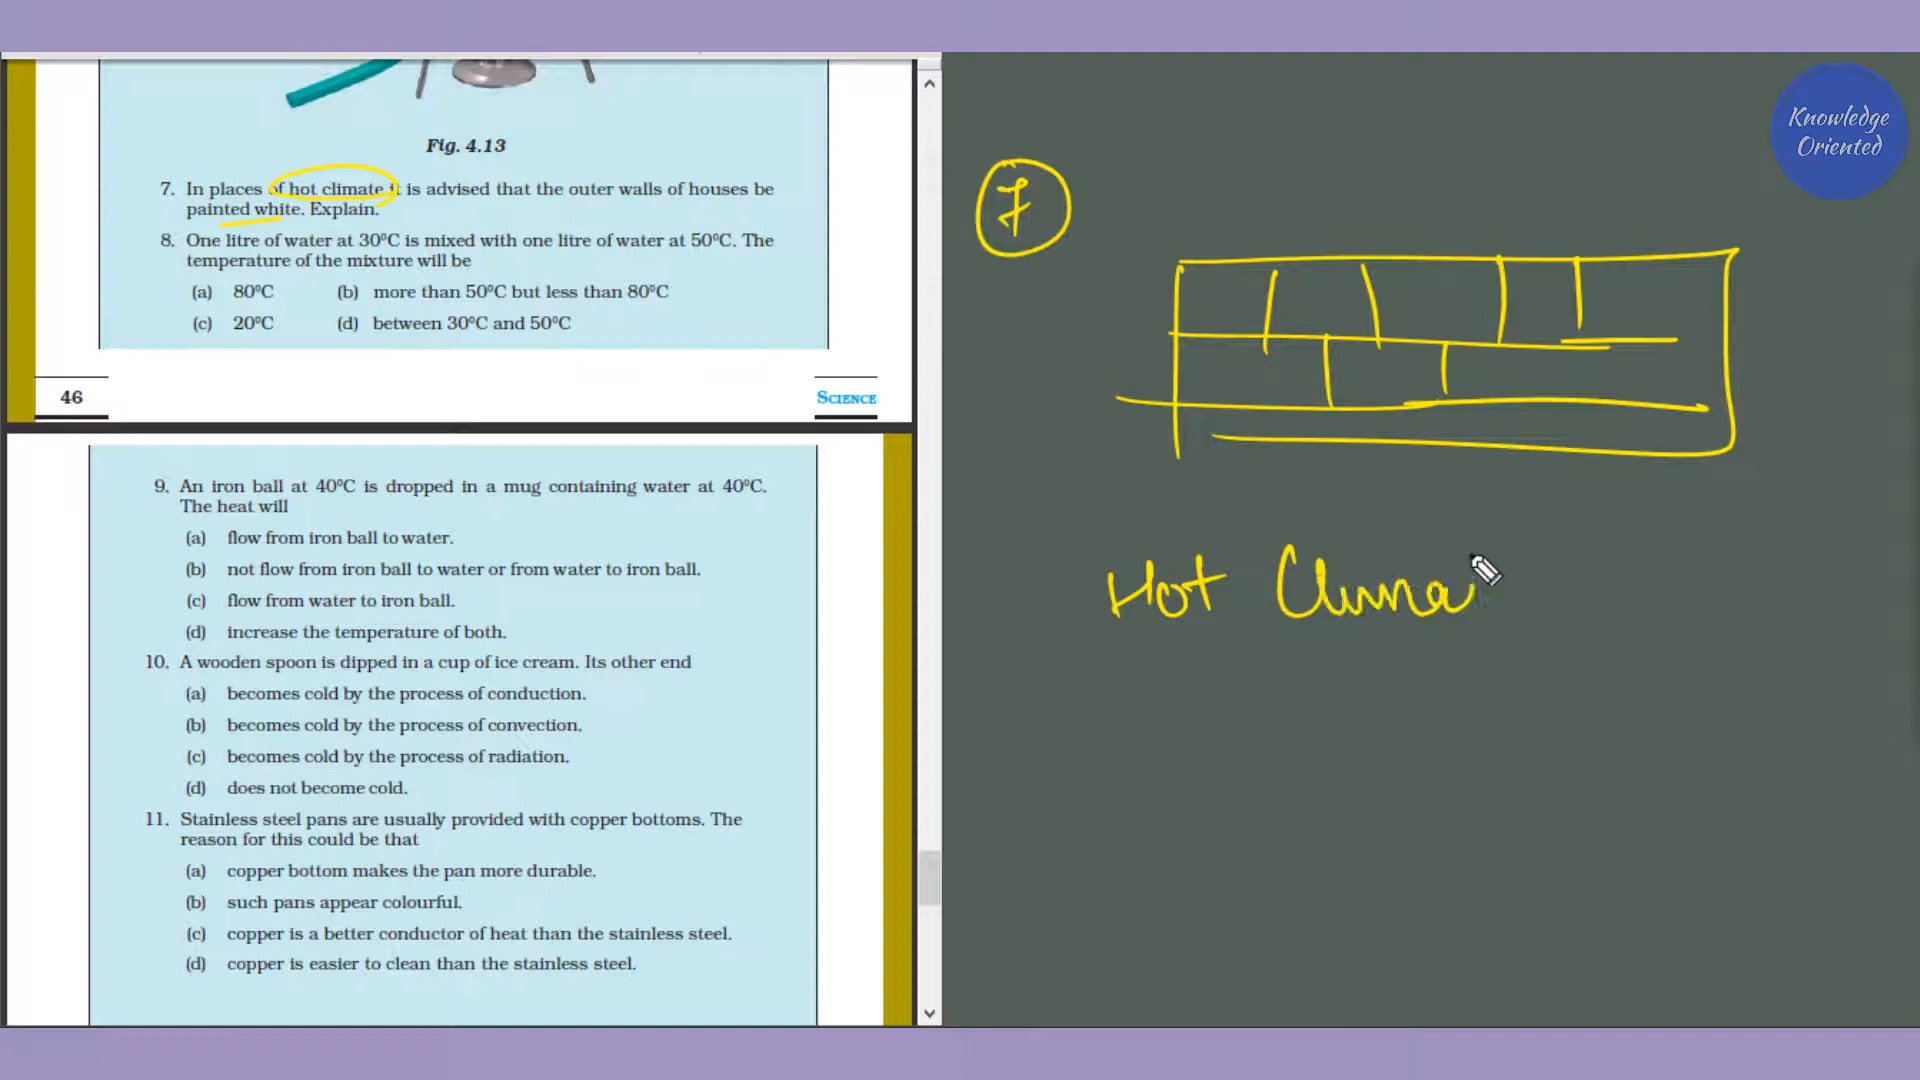 Fig. 4.13
7. In places of hot climate it is advised that the outer walls of houses be
painted white. Explain.
8. One litre of water at 30°C is mixed with one litre of water at 50°C. The
temperature of the mixture will be
(a) 80°C (b) more than 50°C but less than 80°C
(c) 20°C (d) between 30°C and 50°C
46 SCIENCE
9. An iron ball at 40°C is dropped in a mug containing water at 40°C.
The heat will
(a) flow from iron ball to water.
(b) not flow from iron ball to water or from water to iron ball.
(c) flow from water to iron ball.
(d) increase the temperature of both.
10. A wooden spoon is dipped in a cup of ice cream. Its other end
(a) becomes cold by the process of conduction.
(b) becomes cold by the process of convection.
(c) becomes cold by the process of radiation.
(d) does not become cold.
11. Stainless steel pans are usually provided with copper bottoms. The
reason for this could be that
(a) copper bottom makes the pan more durable.
(b) such pans appear colourful.
(c) copper is a better conductor of heat than the stainless steel.
(d) copper is easier to clean than the stainless steel.
7
Hot Clima
Knowledge
Oriented